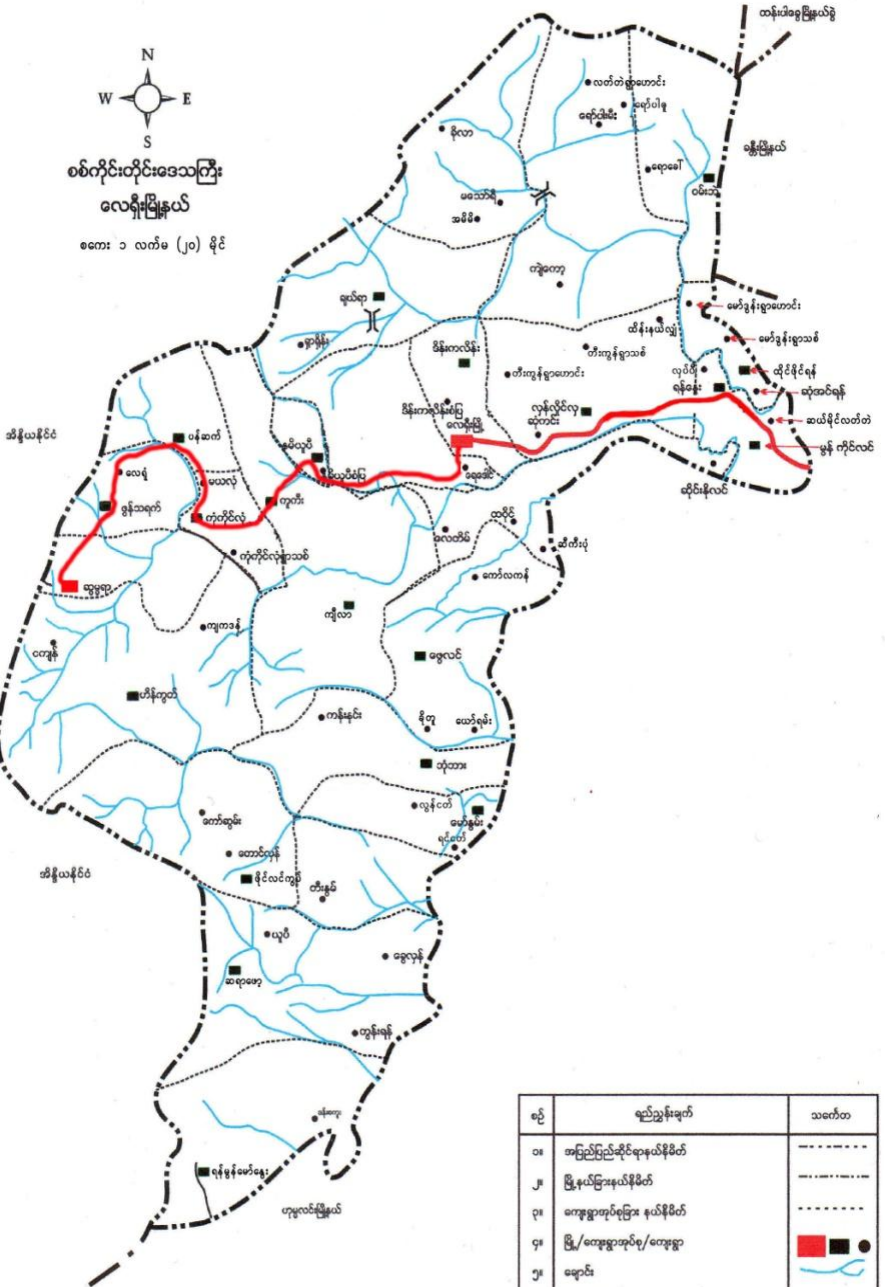 ထန်းပါခွေမြို့နယ်ခွဲ
N
W E
S
စစ်ကိုင်းတိုင်းဒေသကြီး
လေရှီးမြို့နယ်
စကေး ၁ လက်မ (၂၀) မိုင်
လတ်တဲရွာဟောင်း
ရော်ပါခူ
ရော်ပါမီး
ခိုလာ
ခန္တီးမြို့နယ်
ရောခေါ်
ဝမ်းဘဲ
မသော်ရီ
အမိမိ
ကျဲကော့
ချယ်ရာ
မော်ဒွန်းရွာဟောင်း
ထိန်းနယ်လျှံ
ရှာရှိန်း
မော်ဒွန်းရွာသစ်
တီးကွန်ရွာသစ်
ဒိန်းကလိန်း
တီးကွန်ရွာဟောင်း
ထိုင်ဖိုင်ရန်
ရန်နွေး
ဆုံအင်ရန်
လေရှီးမြို့
ဆုံကင်း
ဆယ်မိုင်လတ်တဲ
အိန္ဒိယနိုင်ငံ
ပန်ဆက်
မွန် ကိုင်လင်
လေရုံ
မယလုံ
ကူကီး
ဆိုင်းနိုလင်
ဖွန်သရက်
ကုံကိုင်လုံ
လေဘိမ်
ထဝိုင်
ဆီကီးပုံ
ကုံကိုင်လုံရွာသစ်
ကော်လကန်
ဆွမ္မရာ
ကျီလာ
ကျကဒန်
ငကျန်
ဖွေလင်
ဟိန်ကွတ်
ကန်းနင်း
ခိုတူ
ယော်ရမ်း
ဘုံဘား
လွန်ငတ်
မော်နွမ်း
ကော်ဆွမ်း
တောင်လှန်
အိန္ဒိယနိုင်ငံ
ဖိုင်လင်ကွမ်
တီးနွမ်
ယူပီ
ခွေလှန်
ဆရာဖော့
တွန်းရန်
ရန်မွန်မော်နွေး
ဟုမ္မလင်းမြို့နယ်
စဉ် ရည်ညွှန်းချက် သင်္ကေတ
၁။ အပြည်ပြည်ဆိုင်ရာနယ်နိမိတ်
၂။ မြို့နယ်ခြားနယ်နိမိတ်
၃။ ကျေးရွာအုပ်စုခြား နယ်နိမိတ်
၄။ မြို့/ကျေးရွာအုပ်စု/ကျေးရွာ
၅။ ချောင်း